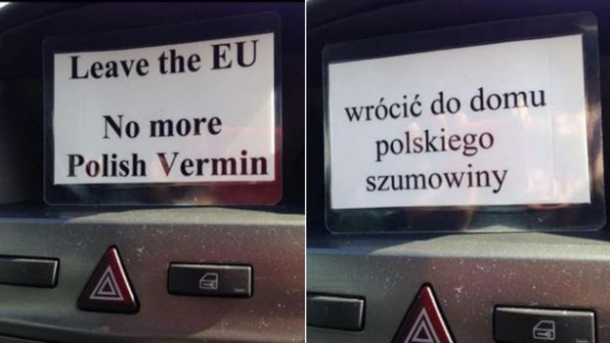 Leave the EU
No more
Polish Vermin
wrócić do domu
polskiego
szumowiny